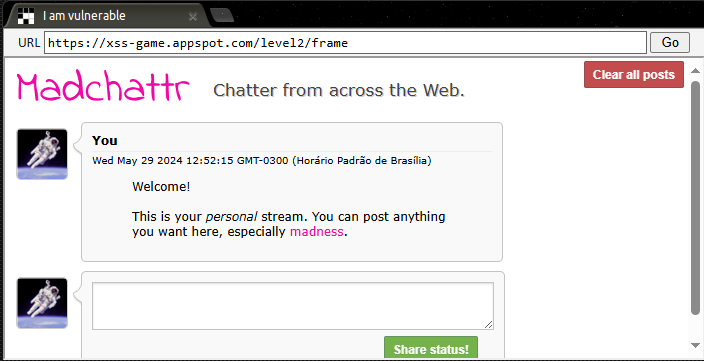 I am vulnerable
URL https://xss-game.appspot.com/level2/frame Go
Clear all posts
Madchattr Chatter from across the Web.
You
Wed May 29 2024 12:52:15 GMT-0300 (Horário Padrão de Brasília)
Welcome!
This is your personal stream. You can post anything
you want here, especially madness.
Share status!